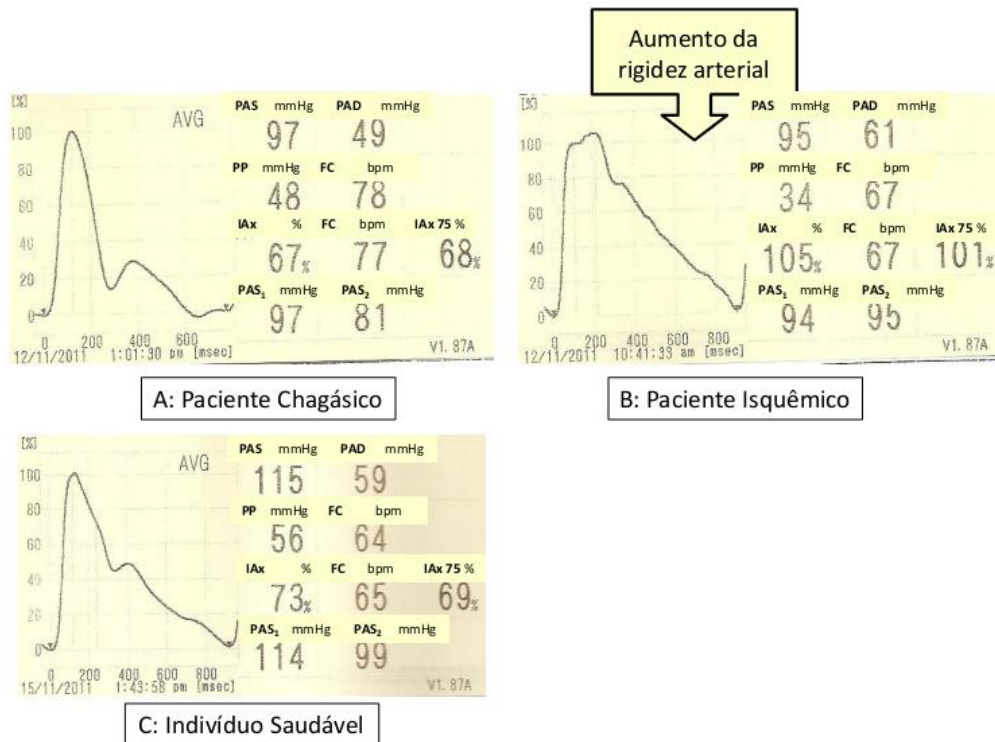 Aumento da
rigidez arterial
[%]
AVG
PAS mmHg PAD mmHg
97 49
PP mmHg FC bpm
48 78
IAx % FC bpm IAx 75 %
67% 77 68%
PAS₁ mmHg PAS₂ mmHg
97 81
100
80
60
40
20
0
0 200 400 600
12/11/2011 1:01:30 pm [msec]
V1. 87A
A: Paciente Chagásico
[%]
PAS mmHg PAD mmHg
95 61
PP mmHg FC bpm
34 67
IAx % FC bpm IAx 75 %
105% 67 101%
PAS₁ mmHg PAS₂ mmHg
94 95
100
80
60
40
20
0
0 200 400 600 800
12/11/2011 10:41:33 am [msec]
V1. 87A
B: Paciente Isquêmico
[%]
AVG
PAS mmHg PAD mmHg
115 59
PP mmHg FC bpm
56 64
IAx % FC bpm IAx 75 %
73% 65 69%
PAS₁ mmHg PAS₂ mmHg
114 99
100
80
60
40
20
0
0 200 400 600 800
15/11/2011 1:43:58 pm [msec]
V1. 87A
C: Indivíduo Saudável